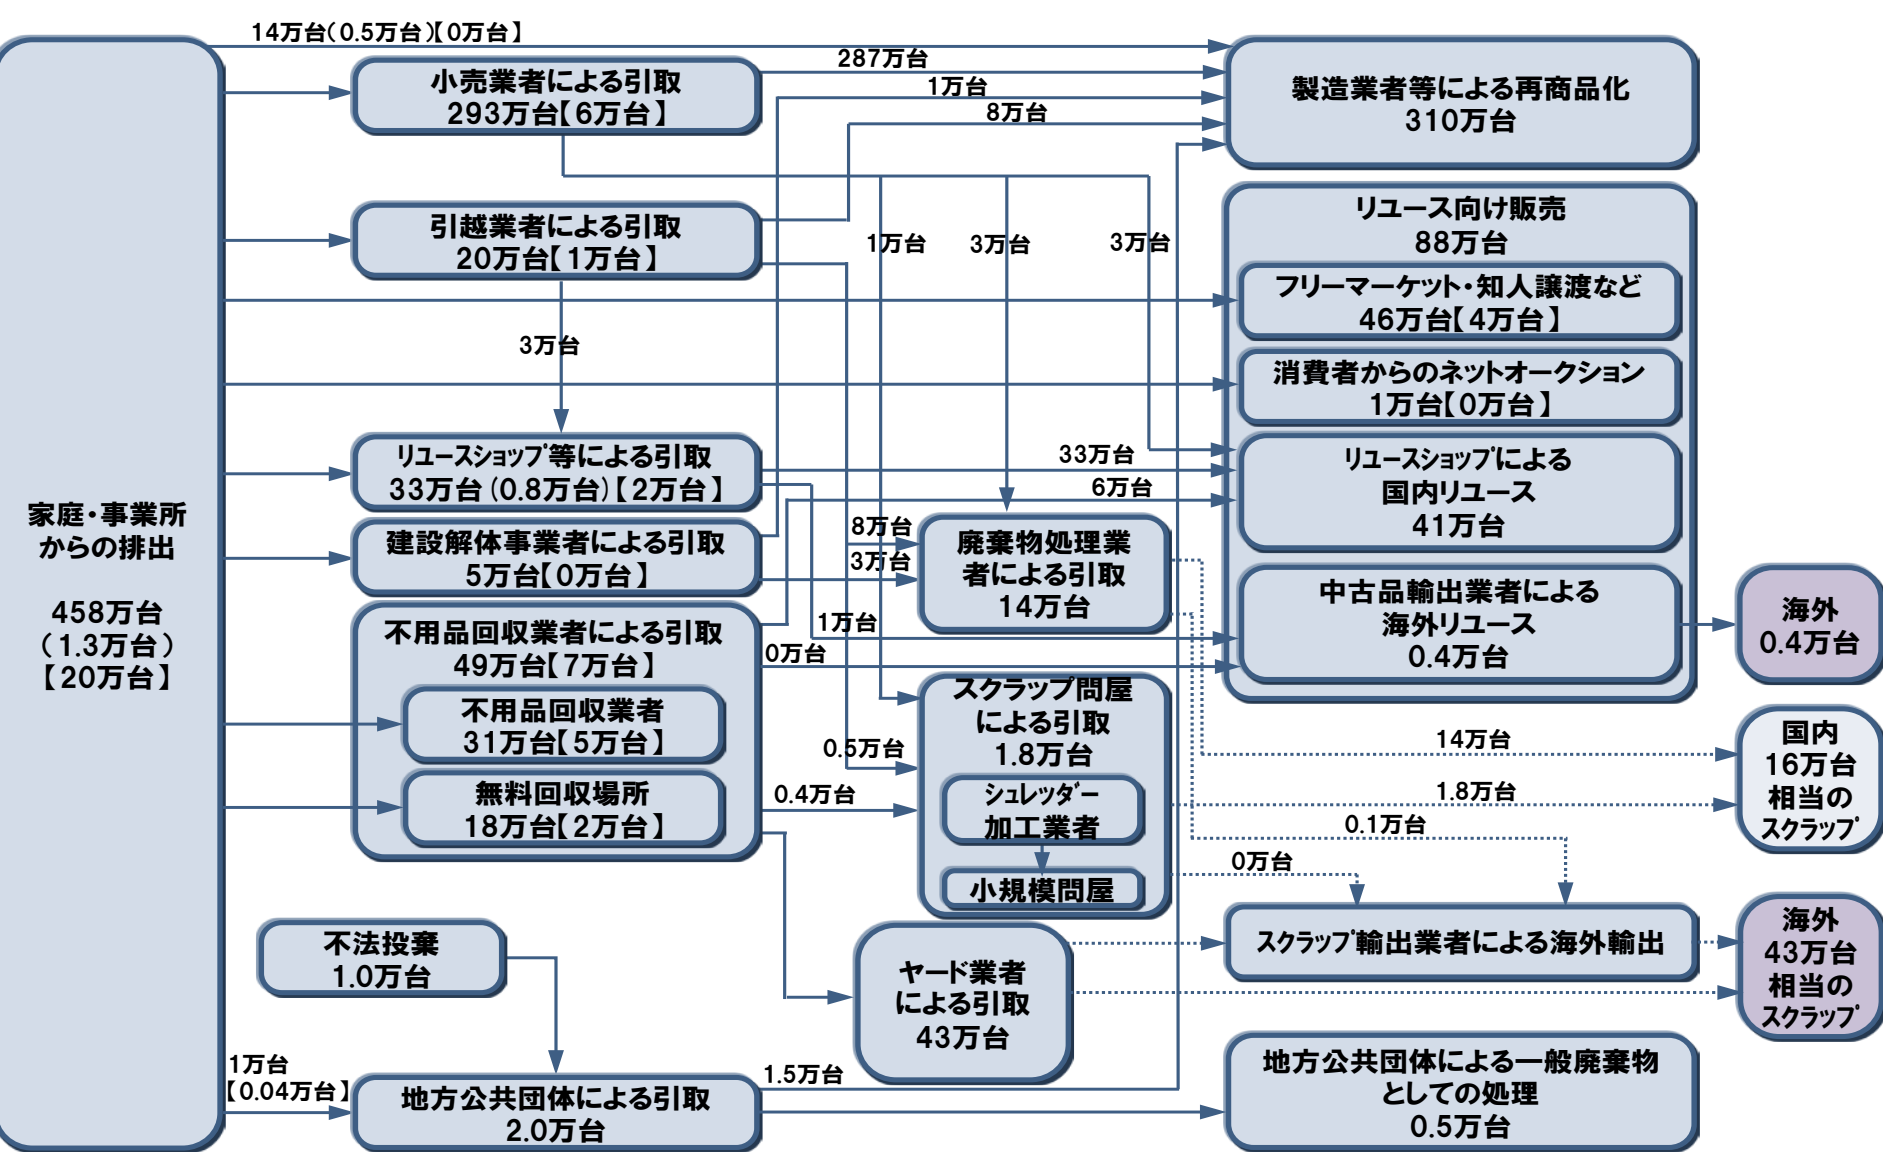 14万台（0.5万台）【0万台】
家庭・事業所
からの排出
458万台
（1.3万台）
【20万台】
小売業者による引取
293万台【6万台】
287万台
1万台
8万台
製造業者等による再商品化
310万台
引越業者による引取
20万台【1万台】
1万台
3万台
3万台
3万台
リユース向け販売
88万台
フリーマーケット・知人譲渡など
46万台【4万台】
消費者からのネットオークション
1万台【0万台】
リユースショップによる
国内リユース
41万台
中古品輸出業者による
海外リユース
0.4万台
海外
0.4万台
リユースショップ等による引取
33万台（0.8万台）【2万台】
33万台
6万台
建設解体事業者による引取
5万台【0万台】
8万台
3万台
廃棄物処理業
者による引取
14万台
不用品回収業者による引取
49万台【7万台】
1万台
0万台
不用品回収業者
31万台【5万台】
無料回収場所
18万台【2万台】
0.5万台
0.4万台
スクラップ問屋
による引取
1.8万台
シュレッダー
加工業者
小規模問屋
14万台
1.8万台
0.1万台
0万台
国内
16万台
相当の
スクラップ
スクラップ輸出業者による海外輸出
海外
43万台
相当の
スクラップ
不法投棄
1.0万台
ヤード業者
による引取
43万台
1万台
【0.04万台】
地方公共団体による引取
2.0万台
1.5万台
地方公共団体による一般廃棄物
としての処理
0.5万台